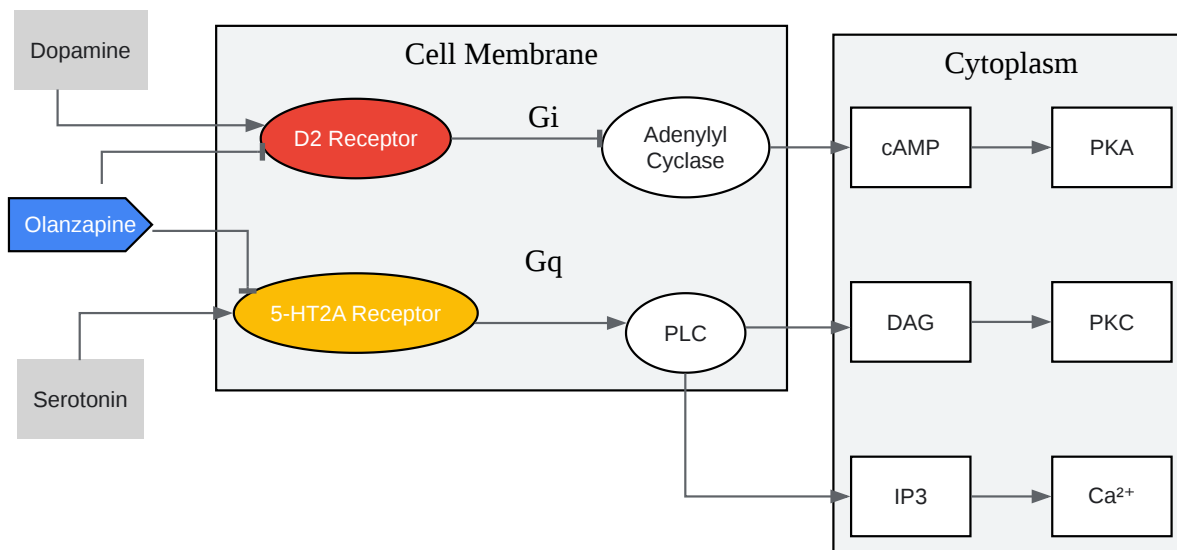 Dopamine
Cell Membrane
Cytoplasm
D2 Receptor
Gi
Adenylyl
Cyclase
cAMP
PKA
Olanzapine
Gq
5-HT2A Receptor
PLC
DAG
PKC
Serotonin
IP3
Ca²⁺